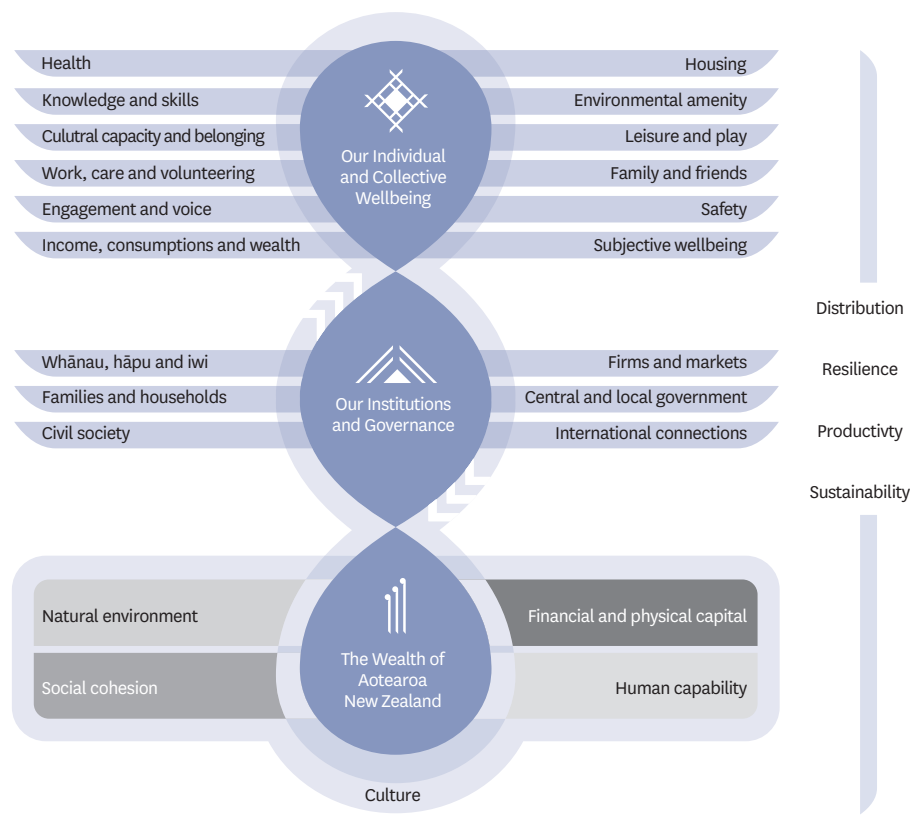 Health
Knowledge and skills
Culutral capacity and belonging
Work, care and volunteering
Engagement and voice
Income, consumptions and wealth
Our Individual
and Collective
Wellbeing
Housing
Environmental amenity
Leisure and play
Family and friends
Safety
Subjective wellbeing
Whānau, hāpu and iwi
Families and households
Civil society
Our Institutions
and Governance
Firms and markets
Central and local government
International connections
Natural environment
Social cohesion
The Wealth of
Aotearoa
New Zealand
Financial and physical capital
Human capability
Culture
Distribution
Resilience
Productivty
Sustainability